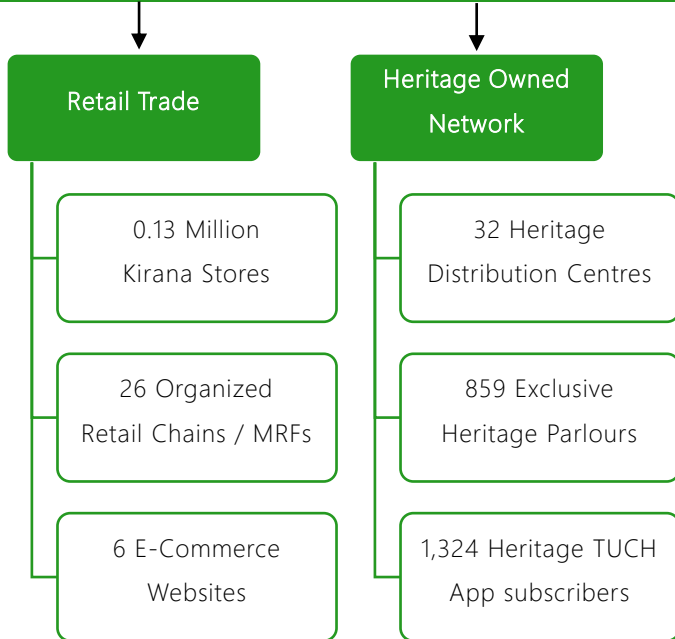 Retail Trade
0.13 Million
Kirana Stores
26 Organized
Retail Chains / MRFs
6 E-Commerce
Websites
Heritage Owned
Network
32 Heritage
Distribution Centres
859 Exclusive
Heritage Parlours
1,324 Heritage TUCH
App subscribers